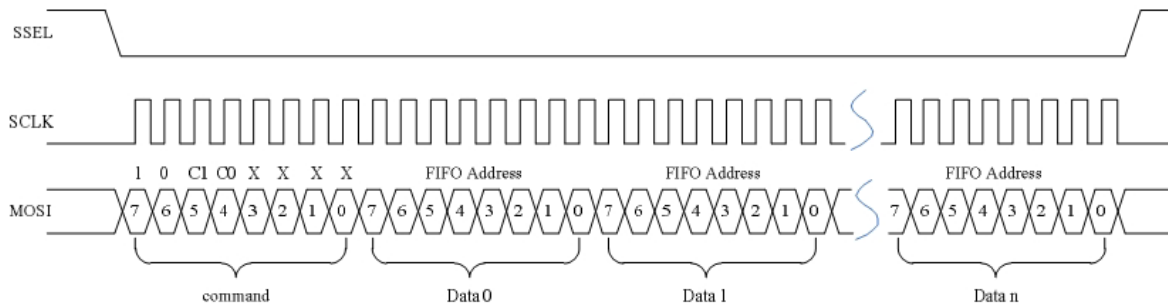 SSEL
SCLK
1 0 C1 C0 X X X X FIFO Address FIFO Address FIFO Address
MOSI 7 6 5 4 3 2 1 0 7 6 5 4 3 2 1 0 7 6 5 4 3 2 1 0 7 6 5 4 3 2 1 0
command Data 0 Data 1 Data n